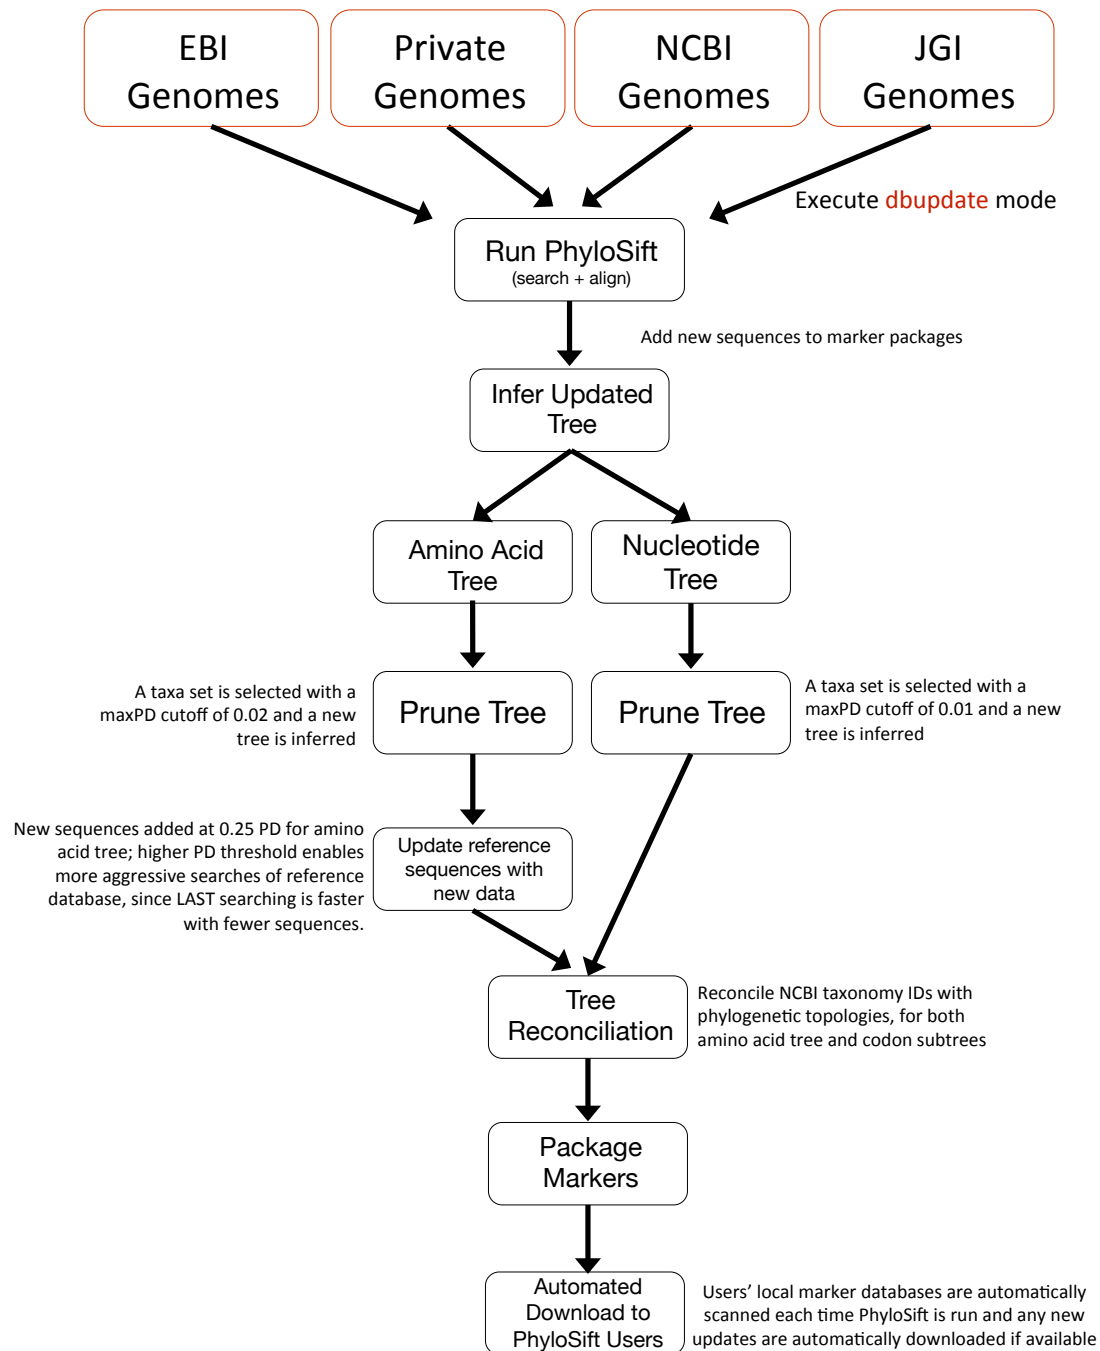 EBI
Genomes
Private
Genomes
NCBI
Genomes
JGI
Genomes
Execute dbupdate mode
Run PhyloSift
(search + align)
Add new sequences to marker packages
Infer Updated
Tree
Amino Acid
Tree
Nucleotide
Tree
A taxa set is selected with a
maxPD cutoff of 0.02 and a new
tree is inferred
Prune Tree
Prune Tree
A taxa set is selected with a
maxPD cutoff of 0.01 and a new
tree is inferred
New sequences added at 0.25 PD for amino
acid tree; higher PD threshold enables
more aggressive searches of reference
database, since LAST searching is faster
with fewer sequences.
Update reference
sequences with
new data
Tree
Reconciliation
Reconcile NCBI taxonomy IDs with
phylogenetic topologies, for both
amino acid tree and codon subtrees
Package
Markers
Automated
Download to
PhyloSift Users
Users’ local marker databases are automatically
scanned each time PhyloSift is run and any new
updates are automatically downloaded if available